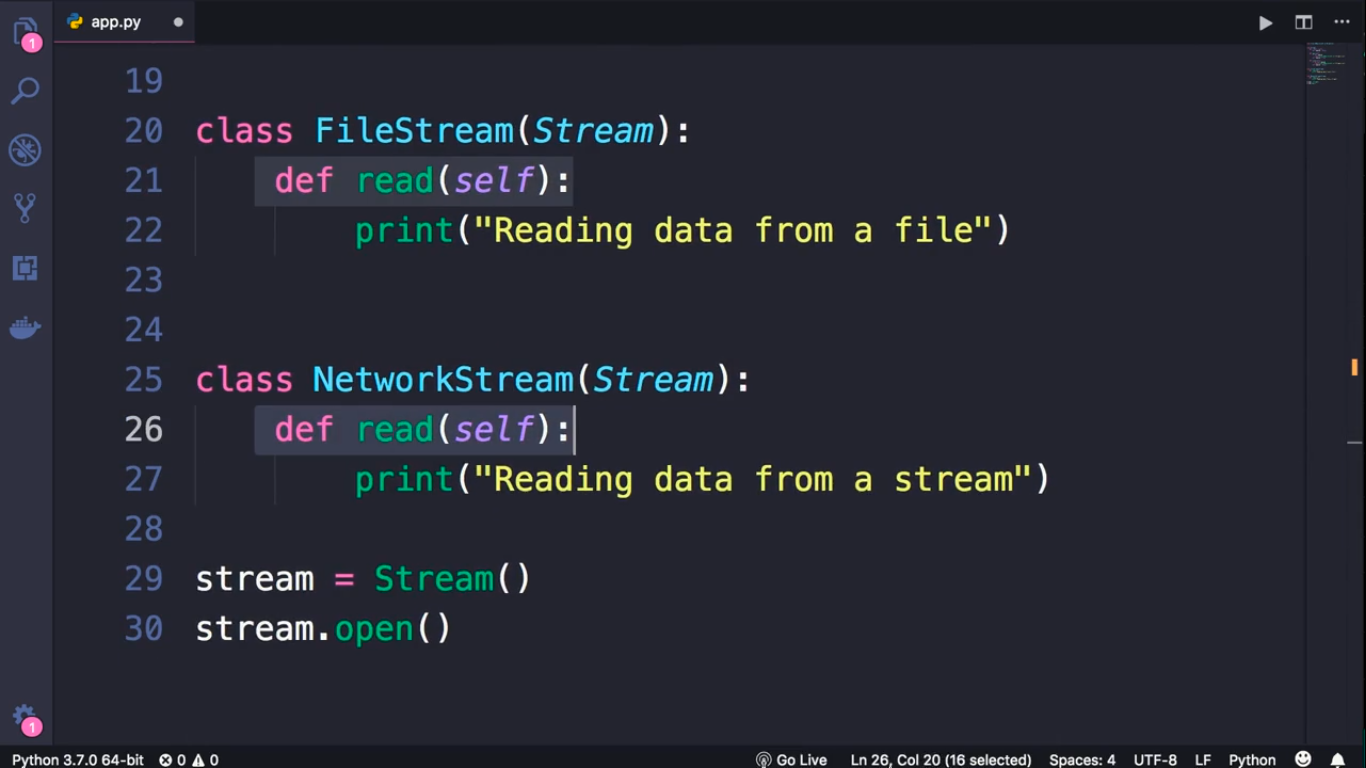 app.py
19
20 class FileStream(Stream):
21 def read(self):
22 print("Reading data from a file")
23
24
25 class NetworkStream(Stream):
26 def read(self):
27 print("Reading data from a stream")
28
29 stream = Stream()
30 stream.open()
1
1
Python 3.7.0 64-bit 0 0 Go Live Ln 26, Col 20 (16 selected) Spaces: 4 UTF-8 LF Python